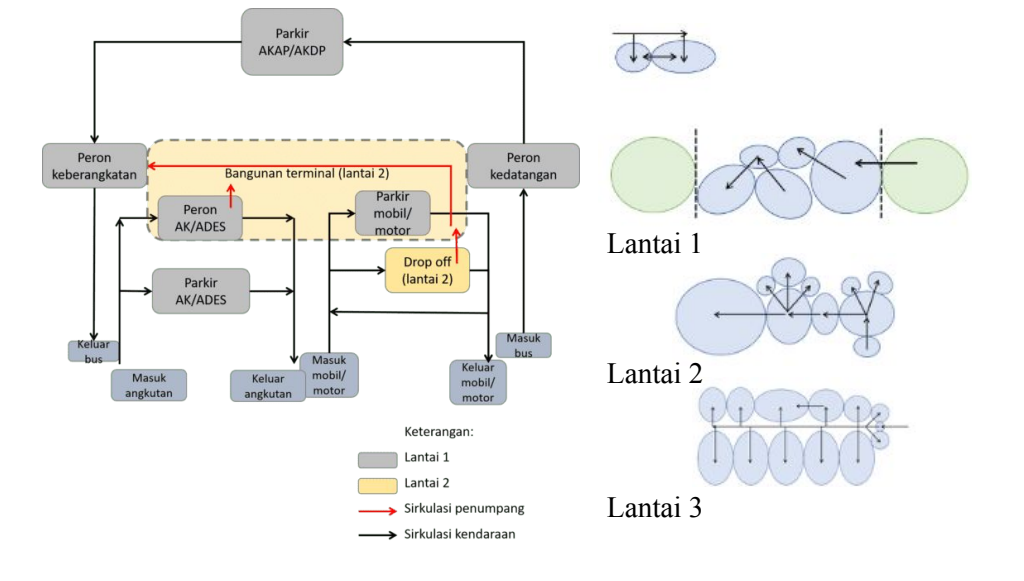 Parkir
AKAP/AKDP
Peron
keberangkatan
Bangunan terminal (lantai 2)
Peron
kedatangan
Peron
AK/ADES
Parkir
mobil/
motor
Drop off
(lantai 2)
Parkir
AK/ADES
Keluar
bus
Masuk
angkutan
Keluar
angkutan
Masuk
mobil/
motor
Keluar
mobil/
motor
Masuk
bus
Keterangan:
Lantai 1
Lantai 2
Sirkulasi penumpang
Sirkulasi kendaraan
Lantai 1
Lantai 2
Lantai 3